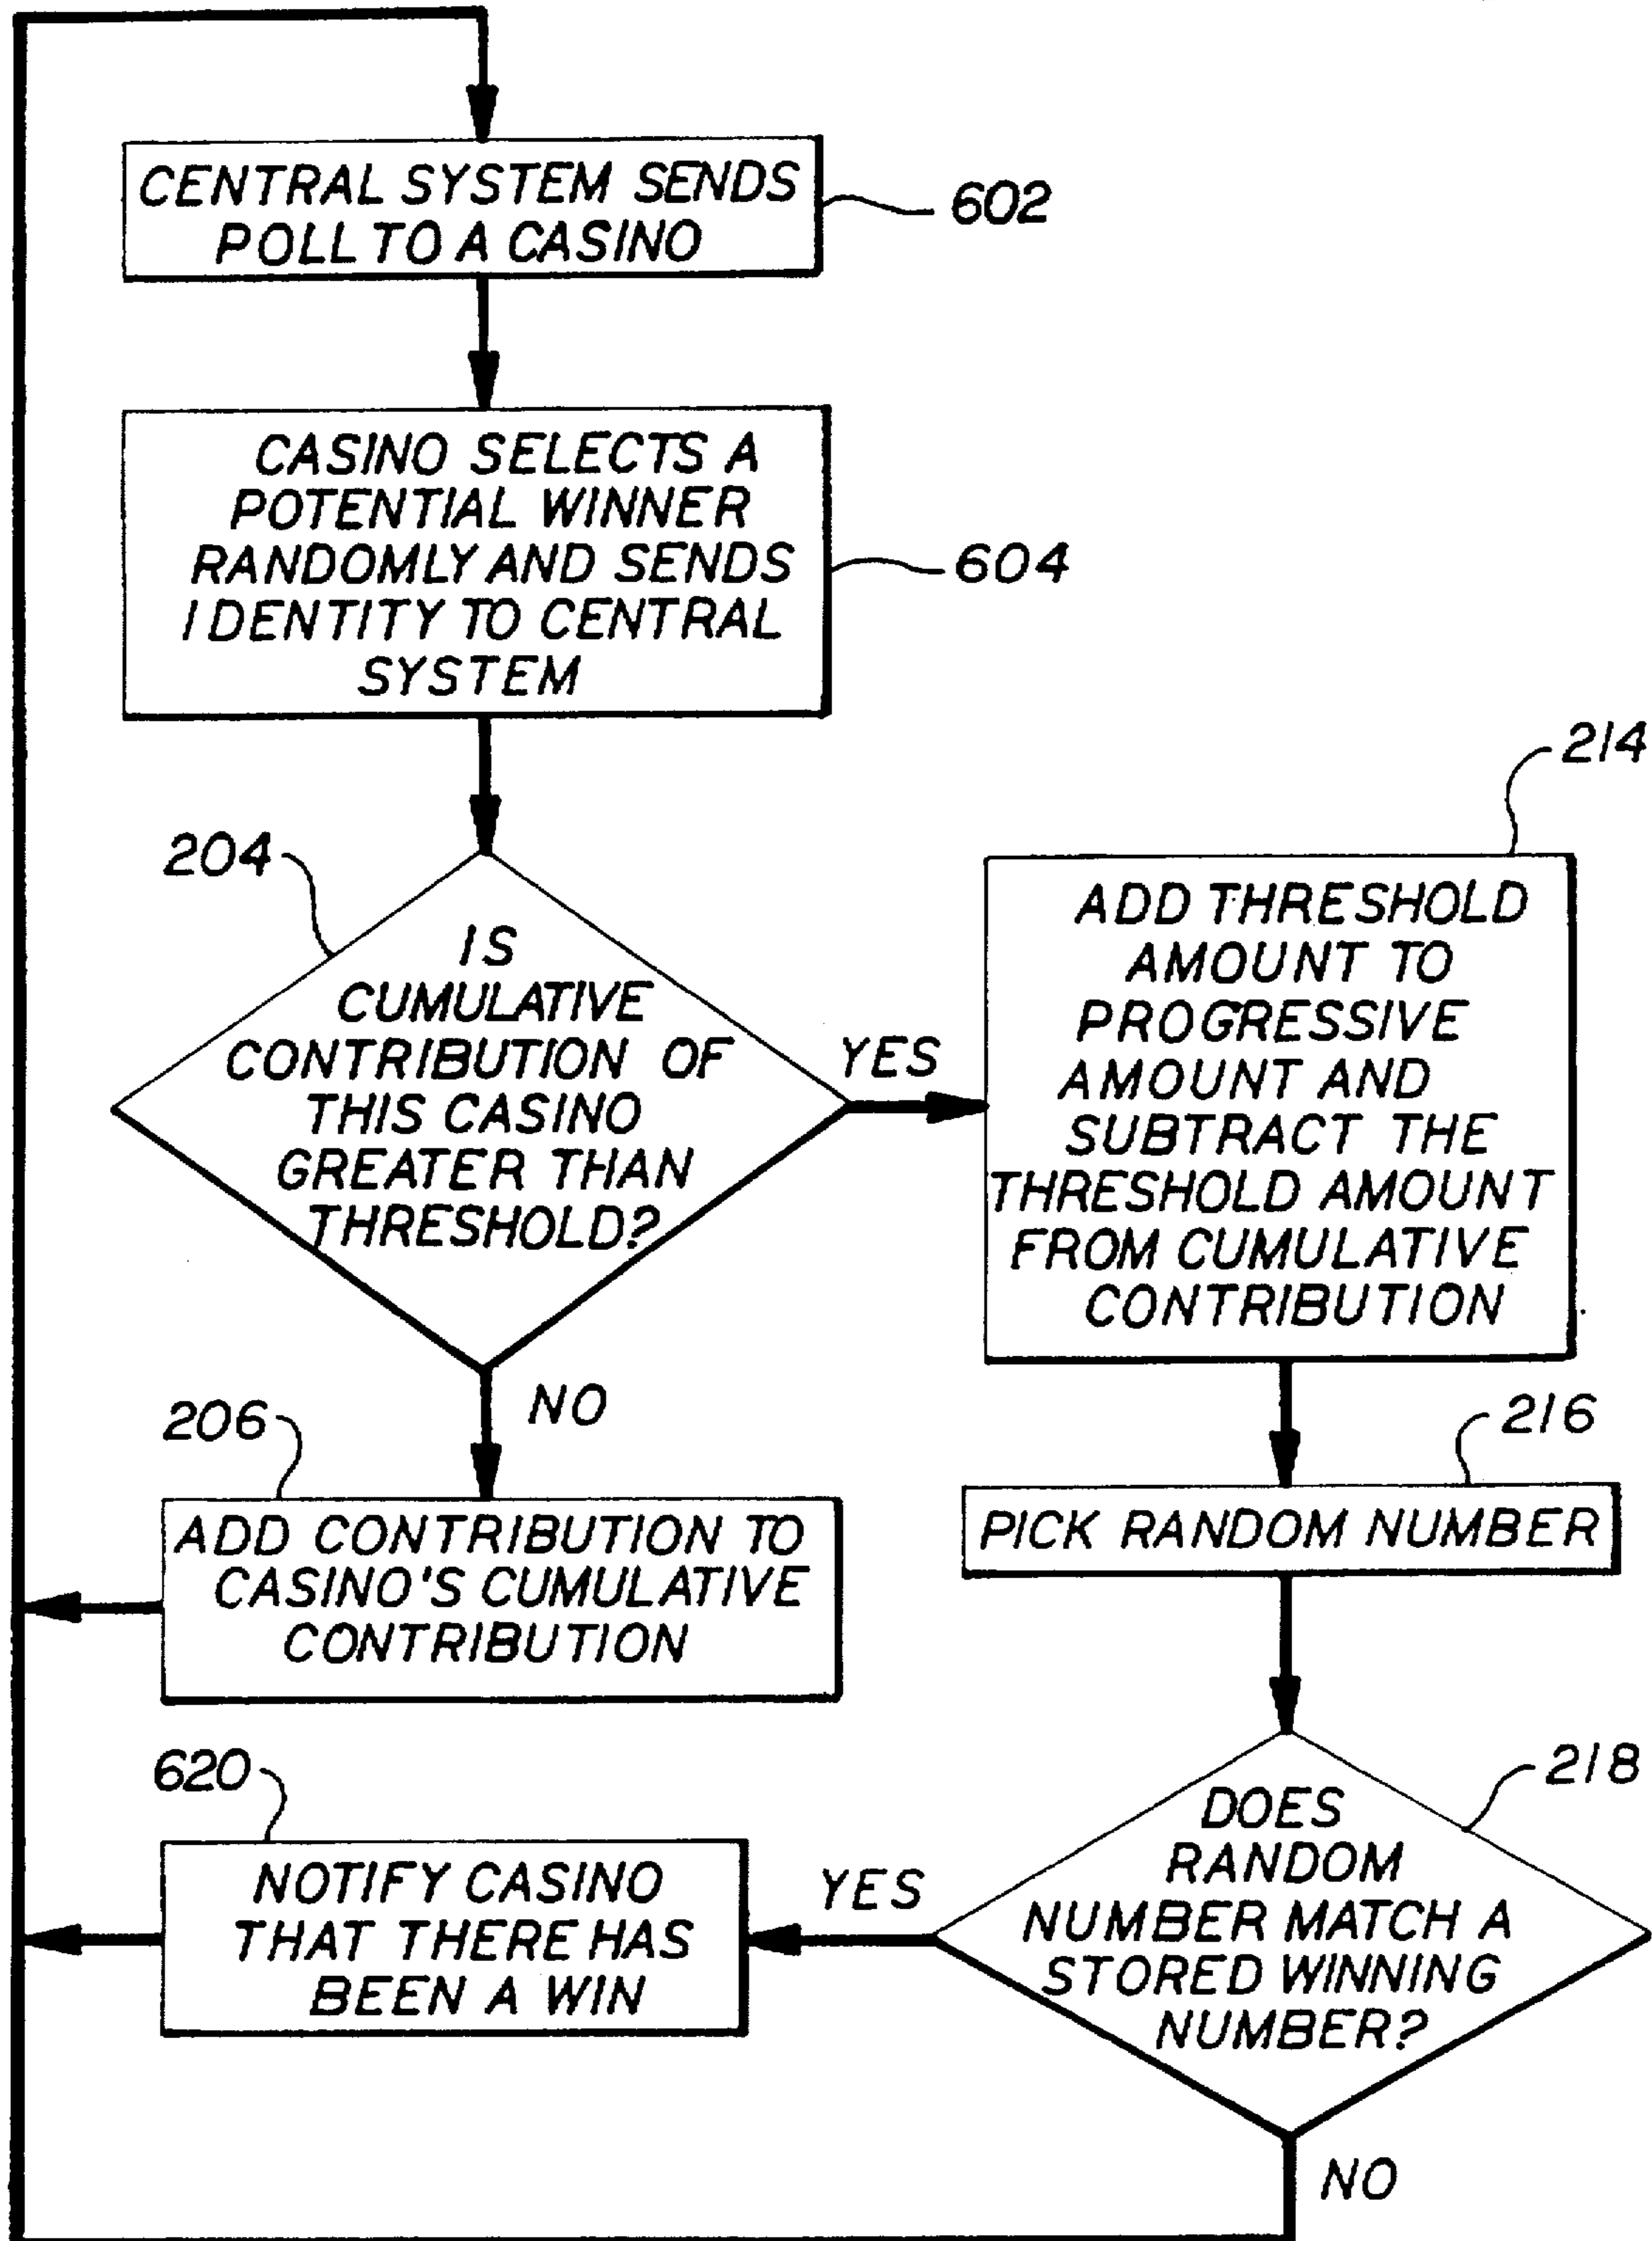 CENTRAL SYSTEM SENDS
POLL TO A CASINO
602
CASINO SELECTS A
POTENTIAL WINNER
RANDOMLY AND SENDS
IDENTITY TO CENTRAL
SYSTEM
604
204
IS
CUMULATIVE
CONTRIBUTION OF
THIS CASINO
GREATER THAN
THRESHOLD?
YES
NO
214
ADD THRESHOLD
AMOUNT TO
PROGRESSIVE
AMOUNT AND
SUBTRACT THE
THRESHOLD AMOUNT
FROM CUMULATIVE
CONTRIBUTION
206
ADD CONTRIBUTION TO
CASINO'S CUMULATIVE
CONTRIBUTION
216
PICK RANDOM NUMBER
218
DOES
RANDOM
NUMBER MATCH A
STORED WINNING
NUMBER?
YES
NO
620
NOTIFY CASINO
THAT THERE HAS
BEEN A WIN